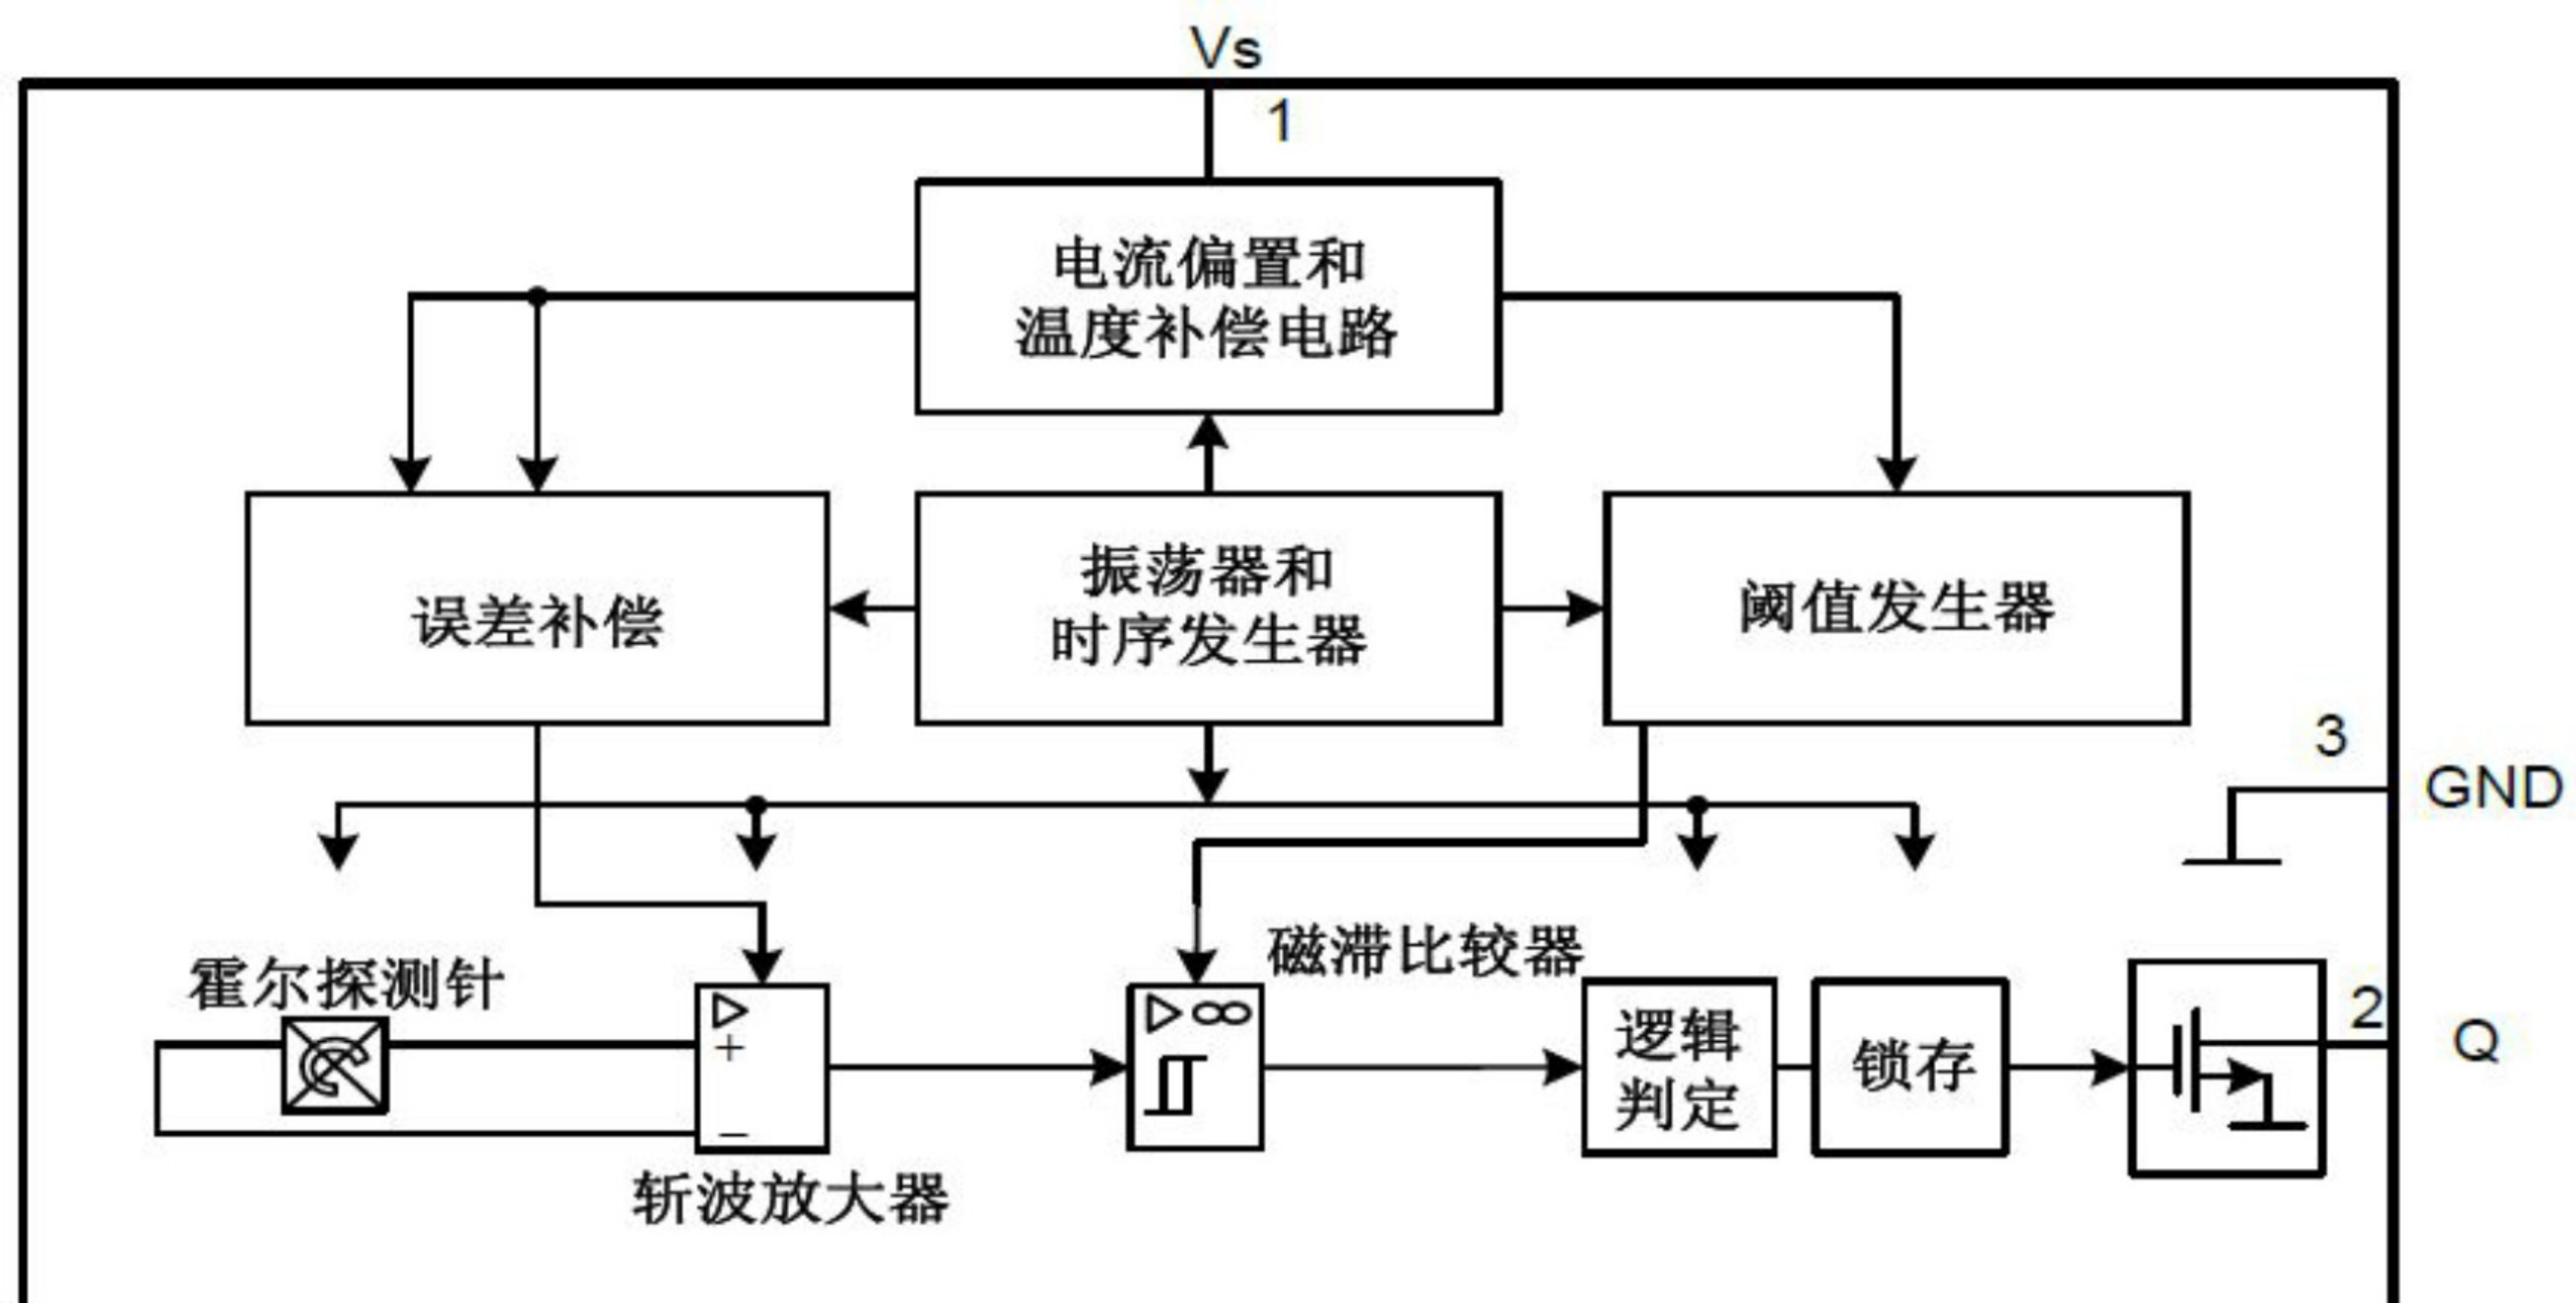 Vs
1
电流偏置和
温度补偿电路
误差补偿
振荡器和
时序发生器
阈值发生器
3
GND
霍尔探测针
磁滞比较器
+
−
∞
逻辑
判定
锁存
2
Q
斩波放大器